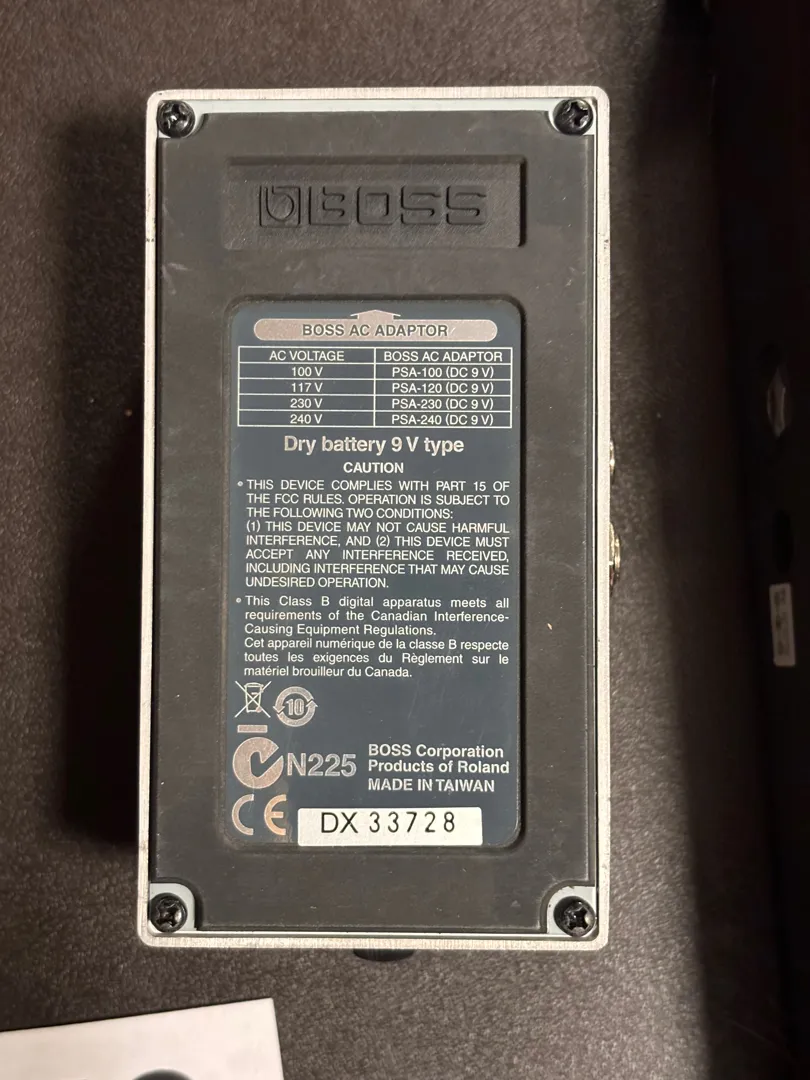 BOSS
BOSS AC ADAPTOR
AC VOLTAGE BOSS AC ADAPTOR
100 V PSA-100 (DC 9 V)
117 V PSA-120 (DC 9 V)
230 V PSA-230 (DC 9 V)
240 V PSA-240 (DC 9 V)
Dry battery 9 V type
CAUTION
• THIS DEVICE COMPLIES WITH PART 15 OF
THE FCC RULES. OPERATION IS SUBJECT TO
THE FOLLOWING TWO CONDITIONS:
(1) THIS DEVICE MAY NOT CAUSE HARMFUL
INTERFERENCE, AND (2) THIS DEVICE MUST
ACCEPT ANY INTERFERENCE RECEIVED,
INCLUDING INTERFERENCE THAT MAY CAUSE
UNDESIRED OPERATION.
• This Class B digital apparatus meets all
requirements of the Canadian Interference-
Causing Equipment Regulations.
Cet appareil numérique de la classe B respecte
toutes les exigences du Règlement sur le
matériel brouilleur du Canada.
10
N225
BOSS Corporation
Products of Roland
MADE IN TAIWAN
CE
DX 33728